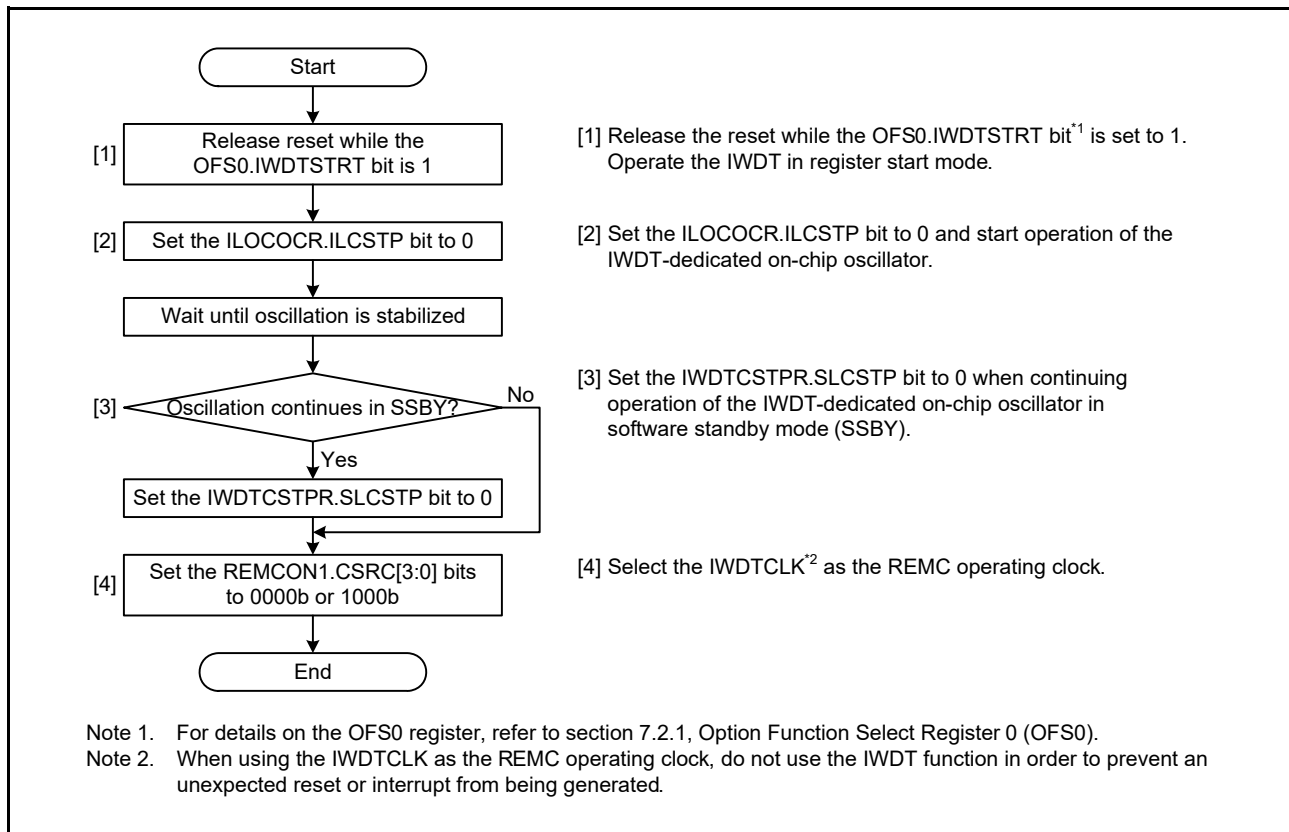 Start
[1]
Release reset while the
OFS0.IWDTSTRT bit is 1
[1] Release the reset while the OFS0.IWDTSTRT bit*1 is set to 1.
Operate the IWDT in register start mode.
[2]
Set the ILOCOCR.ILCSTP bit to 0
[2] Set the ILOCOCR.ILCSTP bit to 0 and start operation of the
IWDT-dedicated on-chip oscillator.
Wait until oscillation is stabilized
[3]
Oscillation continues in SSBY?
No
Yes
[3] Set the IWDTCSTPR.SLCSTP bit to 0 when continuing
operation of the IWDT-dedicated on-chip oscillator in
software standby mode (SSBY).
Set the IWDTCSTPR.SLCSTP bit to 0
[4]
Set the REMCON1.CSRC[3:0] bits
to 0000b or 1000b
[4] Select the IWDTCLK*2 as the REMC operating clock.
End
Note 1. For details on the OFS0 register, refer to section 7.2.1, Option Function Select Register 0 (OFS0).
Note 2. When using the IWDTCLK as the REMC operating clock, do not use the IWDT function in order to prevent an
unexpected reset or interrupt from being generated.